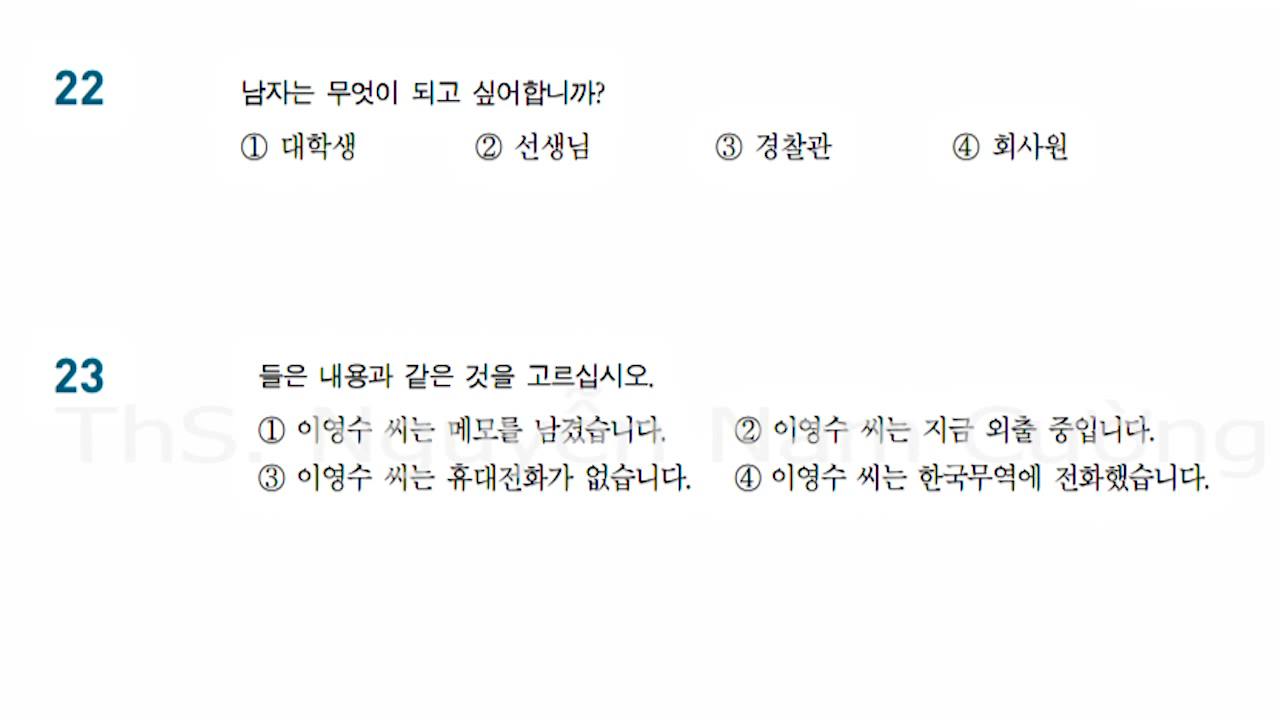 22 남자는 무엇이 되고 싶어합니까?
① 대학생 ② 선생님 ③ 경찰관 ④ 회사원
23 들은 내용과 같은 것을 고르십시오.
ThS. Nguyễn Nam Cường
① 이영수 씨는 메모를 남겼습니다. ② 이영수 씨는 지금 외출 중입니다.
③ 이영수 씨는 휴대전화가 없습니다. ④ 이영수 씨는 한국무역에 전화했습니다.